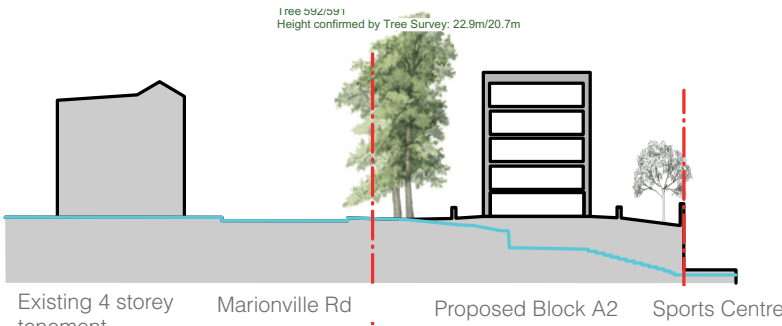 Tree 592/591
Height confirmed by Tree Survey: 22.9m/20.7m
Existing 4 storey
tenement
Marionville Rd
Proposed Block A2
Sports Centre